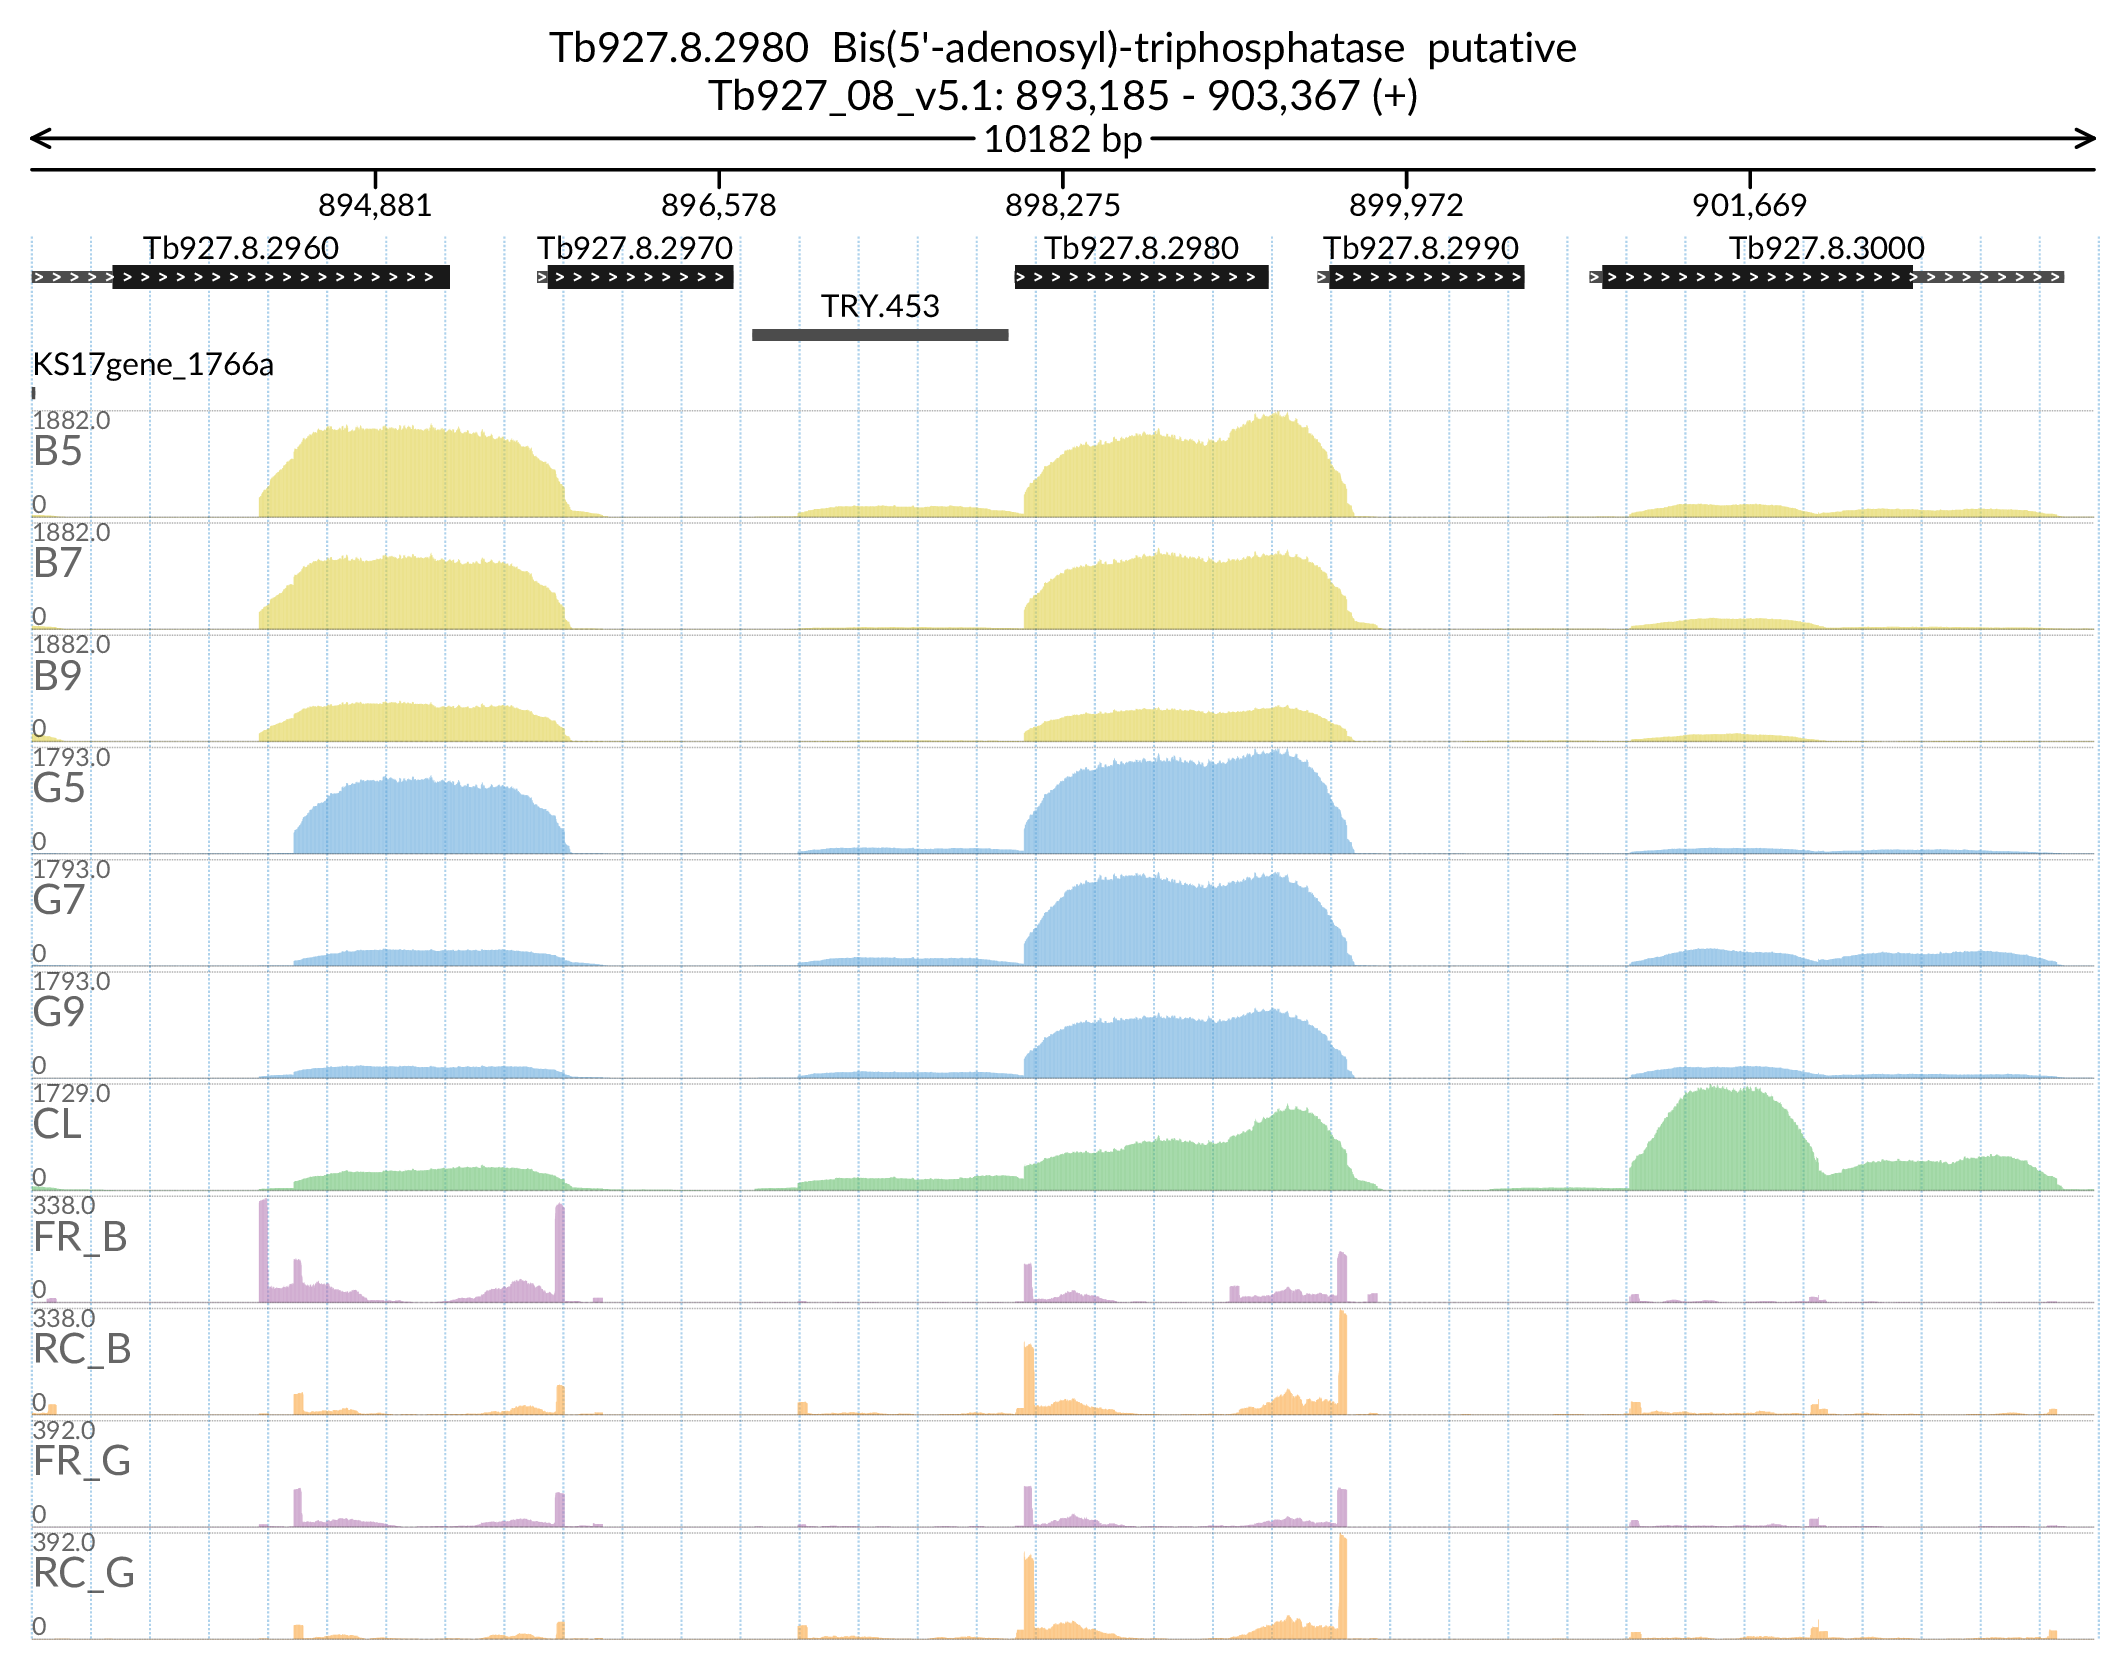 Tb927.8.2980 Bis(5'-adenosyl)-triphosphatase putative
Tb927_08_v5.1: 893,185 - 903,367 (+)
10182 bp
894,881 896,578 898,275 899,972 901,669
Tb927.8.2960 Tb927.8.2970 Tb927.8.2980 Tb927.8.2990 Tb927.8.3000
TRY.453
KS17gene_1766a
1882.0
B5
0
1882.0
B7
0
1882.0
B9
0
1793.0
G5
0
1793.0
G7
0
1793.0
G9
0
1729.0
CL
0
338.0
FR_B
0
338.0
RC_B
0
392.0
FR_G
0
392.0
RC_G
0